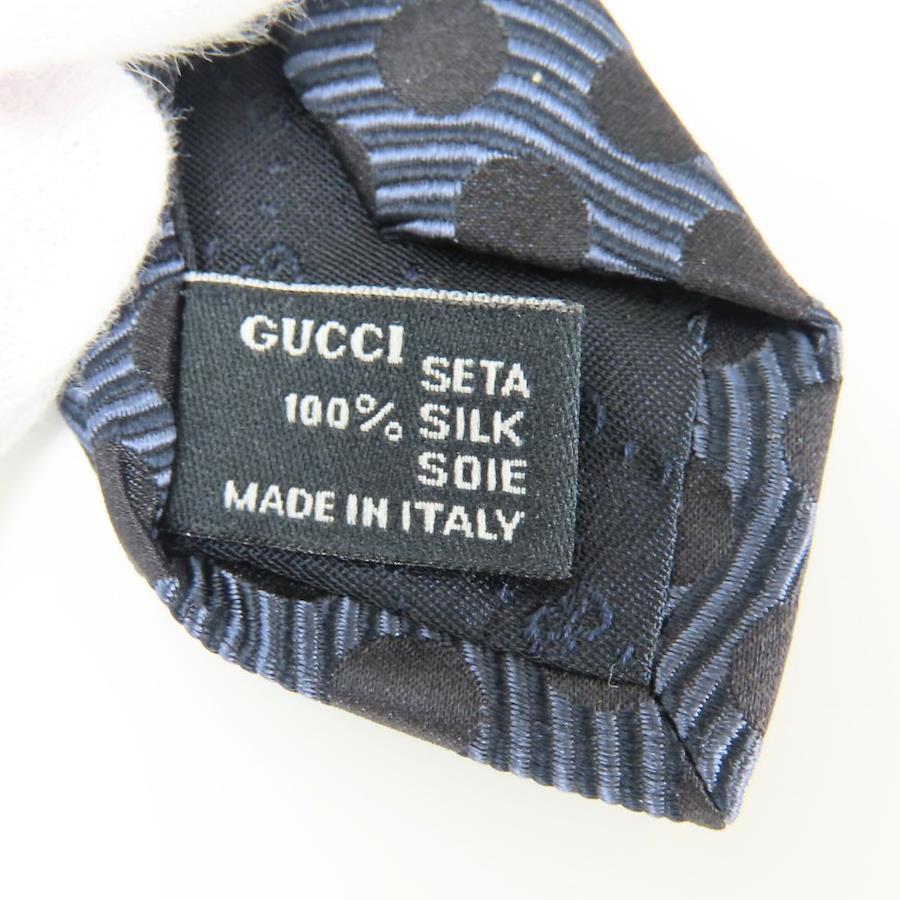 GUCCI
SETA
100% SILK
SOIE
MADE IN ITALY